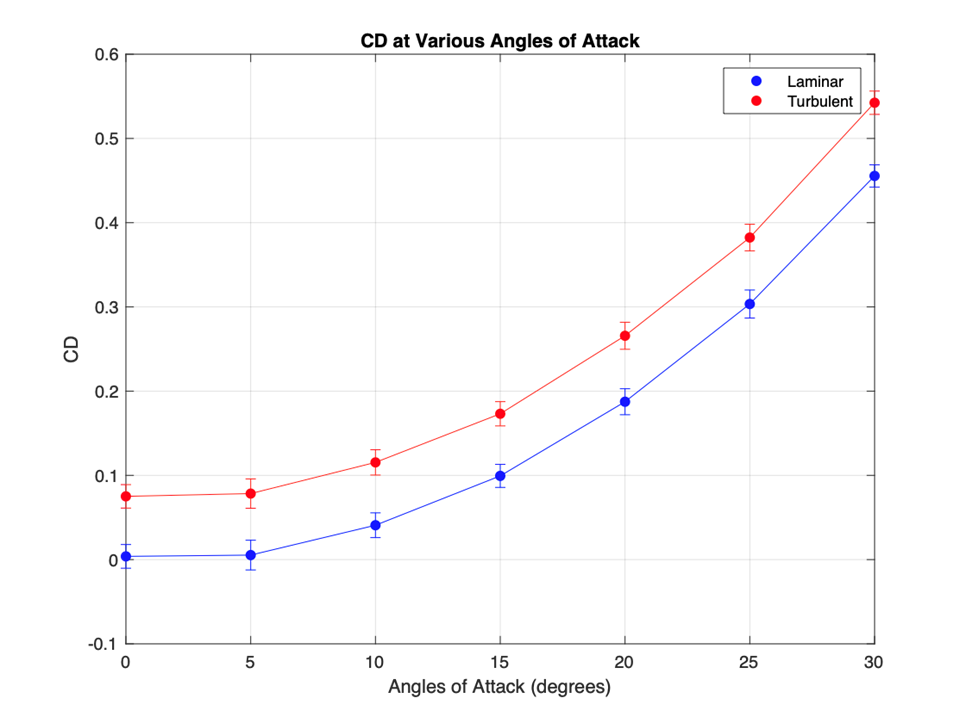 CD at Various Angles of Attack
Laminar
Turbulent
0.6
0.5
0.4
0.3
0.2
0.1
0
-0.1
CD
0 5 10 15 20 25 30
Angles of Attack (degrees)